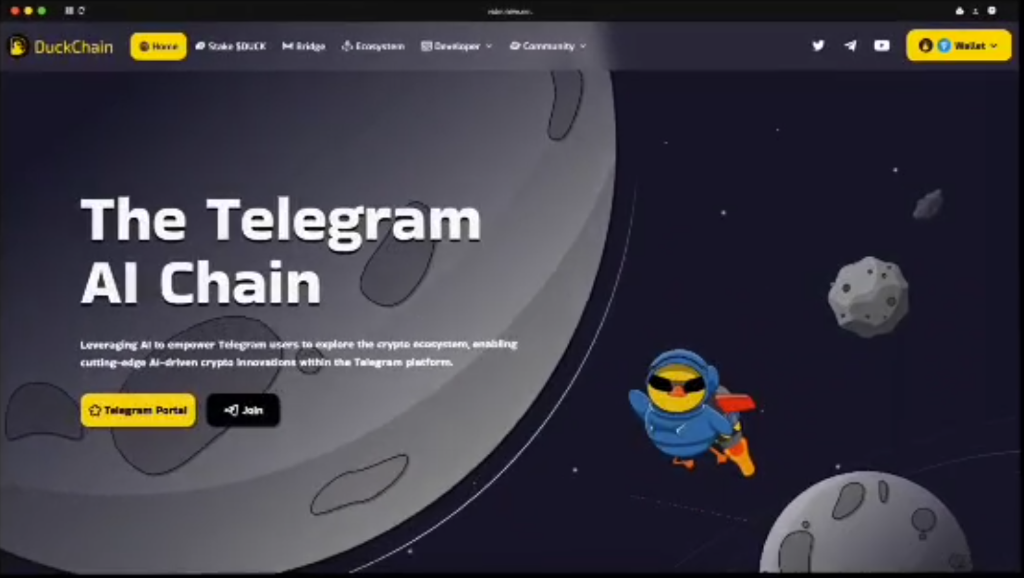 DuckChain
Home
Stake $DUCK
Bridge
Ecosystem
Developer
Community
Wallet
The Telegram
AI Chain
Leveraging AI to empower Telegram users to explore the crypto ecosystem, enabling
cutting-edge AI-driven crypto innovations within the Telegram platform.
Telegram Portal
Join